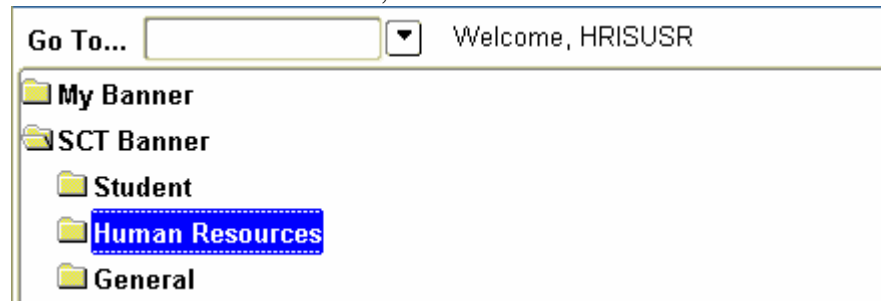 Go To... Welcome, HRISUSR
My Banner
SCT Banner
Student
Human Resources
General